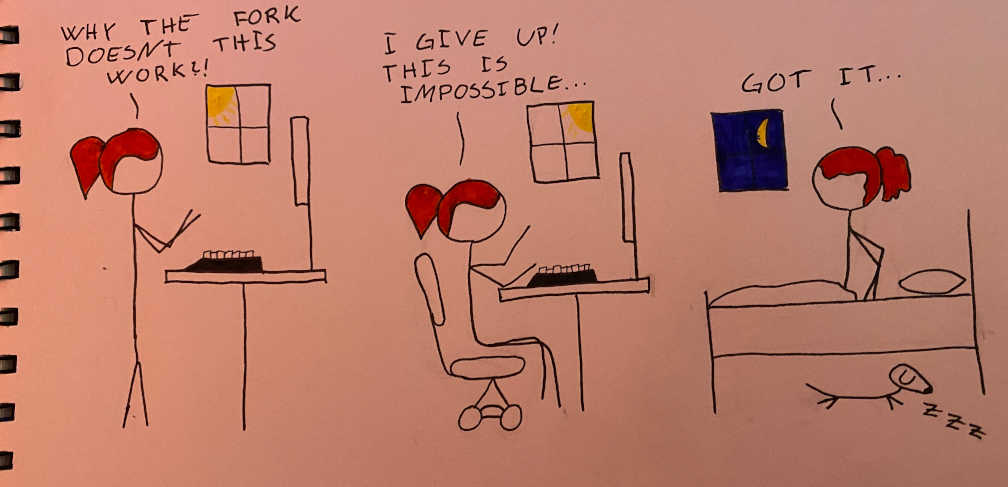 WHY THE FORK
DOESNT THIS
WORK?!
I GIVE UP!
THIS IS
IMPOSSIBLE...
GOT IT...
Z Z Z